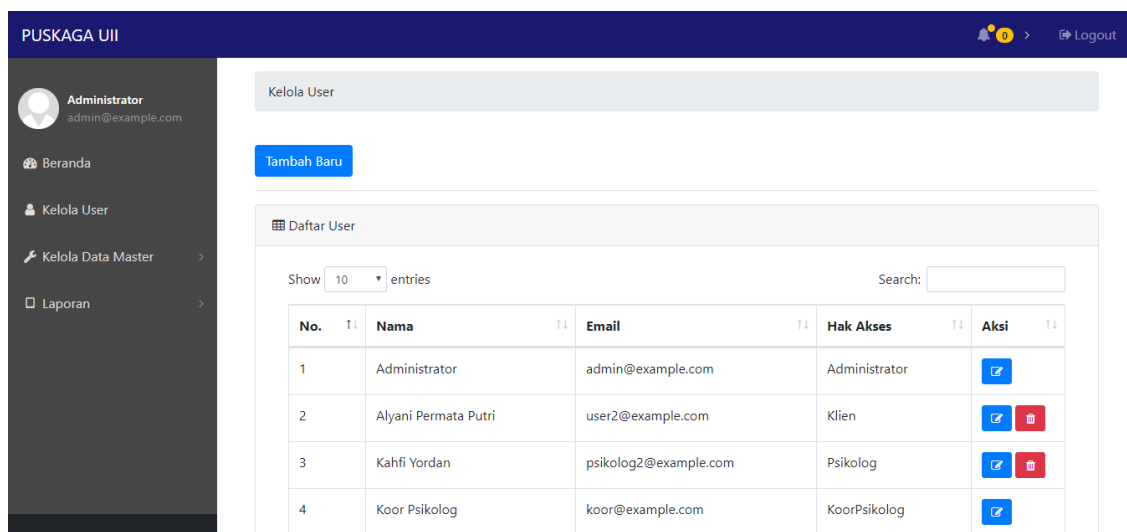 PUSKAGA UII
0
Logout
Administrator
admin@example.com
Beranda
Kelola User
Kelola Data Master
Laporan
Kelola User
Tambah Baru
Daftar User
Show 10 entries
Search:
No. Nama Email Hak Akses Aksi
1 Administrator admin@example.com Administrator
2 Alyani Permata Putri user2@example.com Klien
3 Kahfi Yordan psikolog2@example.com Psikolog
4 Koor Psikolog koor@example.com KoorPsikolog